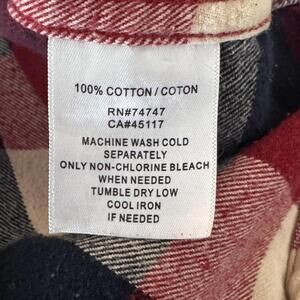 100% COTTON / COTON
RN#74747
CA#45117
MACHINE WASH COLD
SEPARATELY
ONLY NON-CHLORINE BLEACH
WHEN NEEDED
TUMBLE DRY LOW
COOL IRON
IF NEEDED